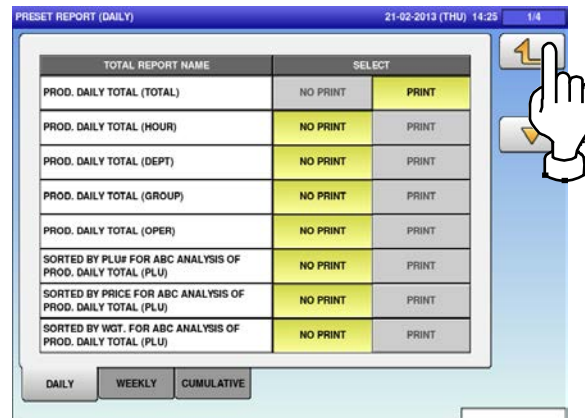 PRESET REPORT (DAILY) 21-02-2013 (THU) 14:25 1/4
TOTAL REPORT NAME SELECT
PROD. DAILY TOTAL (TOTAL) NO PRINT PRINT
PROD. DAILY TOTAL (HOUR) NO PRINT PRINT
PROD. DAILY TOTAL (DEPT) NO PRINT PRINT
PROD. DAILY TOTAL (GROUP) NO PRINT PRINT
PROD. DAILY TOTAL (OPER) NO PRINT PRINT
SORTED BY PLU# FOR ABC ANALYSIS OF
PROD. DAILY TOTAL (PLU) NO PRINT PRINT
SORTED BY PRICE FOR ABC ANALYSIS OF
PROD. DAILY TOTAL (PLU) NO PRINT PRINT
SORTED BY WGT. FOR ABC ANALYSIS OF
PROD. DAILY TOTAL (PLU) NO PRINT PRINT
DAILY WEEKLY CUMULATIVE